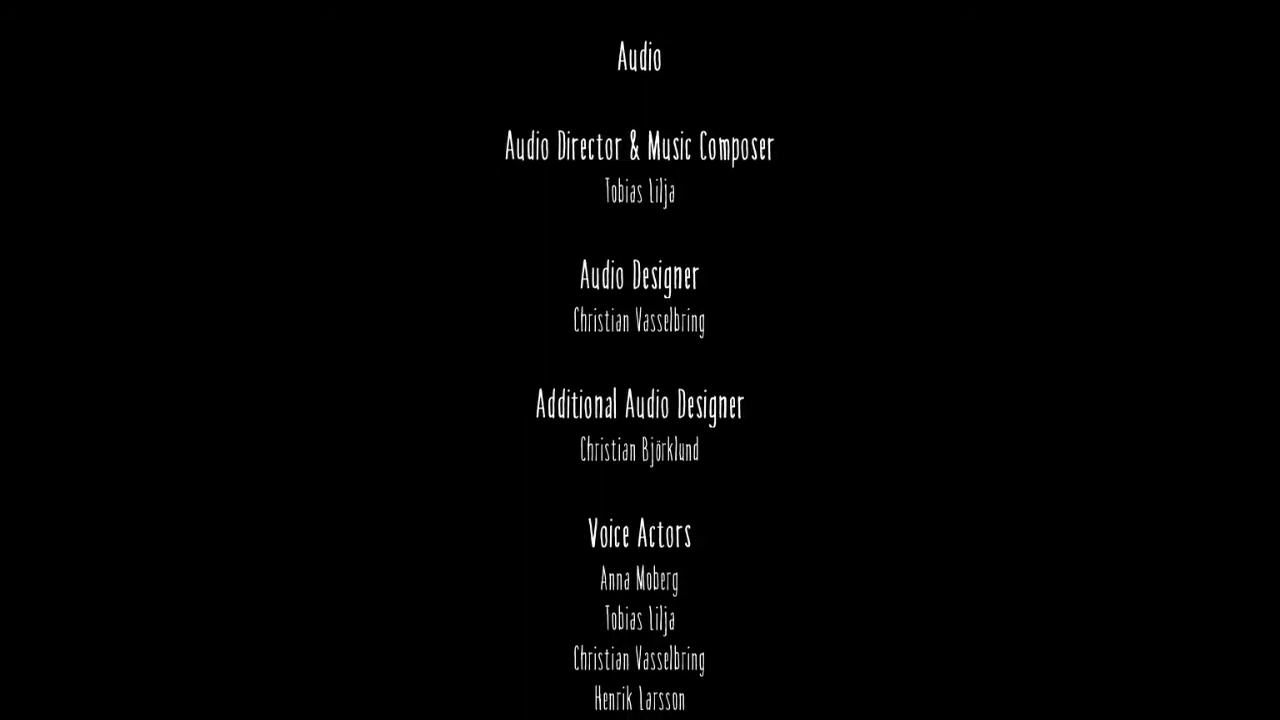 Audio
Audio Director & Music Composer
Tobias Lilja
Audio Designer
Christian Vasselbring
Additional Audio Designer
Christian Björklund
Voice Actors
Anna Moberg
Tobias Lilja
Christian Vasselbring
Henrik Larsson